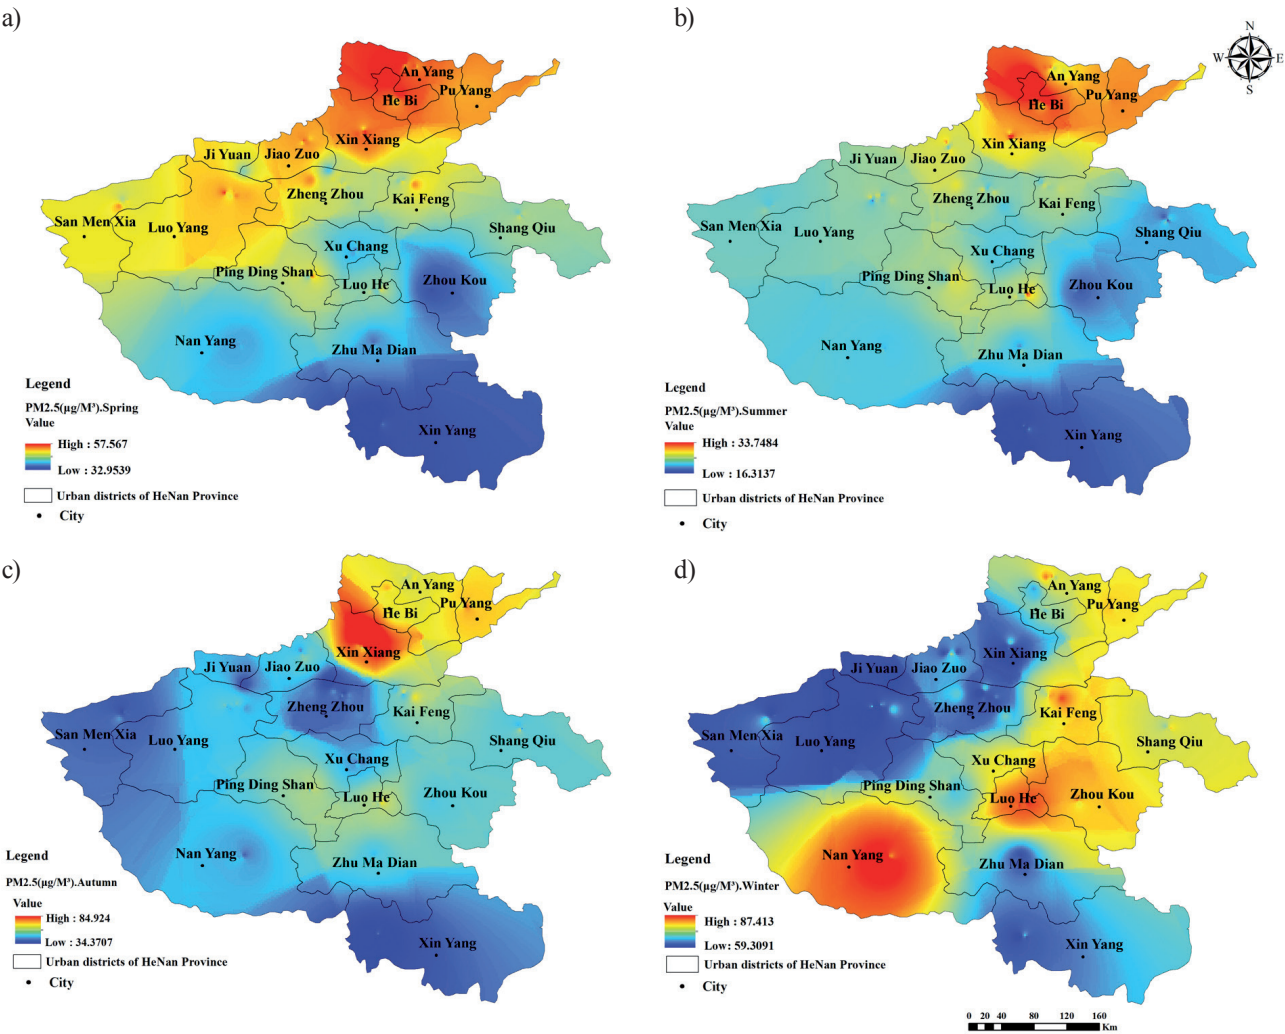 a)
An Yang
Pu Yang
He Bi
Xin Xiang
Ji Yuan
Jiao Zuo
Zheng Zhou
Kai Feng
San Men Xia
Luo Yang
Shang Qiu
Xu Chang
Ping Ding Shan
Luo He
Zhou Kou
Nan Yang
Zhu Ma Dian
Xin Yang
Legend
PM2.5(μg/M³).Spring
Value
High : 57.567
Low : 32.9539
Urban districts of HeNan Province
City
b)
N
W
E
S
An Yang
Pu Yang
He Bi
Xin Xiang
Ji Yuan
Jiao Zuo
Zheng Zhou
Kai Feng
San Men Xia
Luo Yang
Shang Qiu
Xu Chang
Ping Ding Shan
Luo He
Zhou Kou
Nan Yang
Zhu Ma Dian
Xin Yang
Legend
PM2.5(μg/M³).Summer
Value
High : 33.7484
Low : 16.3137
Urban districts of HeNan Province
City
c)
An Yang
Pu Yang
He Bi
Xin Xiang
Ji Yuan
Jiao Zuo
Zheng Zhou
Kai Feng
San Men Xia
Luo Yang
Shang Qiu
Xu Chang
Ping Ding Shan
Luo He
Zhou Kou
Nan Yang
Zhu Ma Dian
Xin Yang
Legend
PM2.5(μg/M³).Autumn
Value
High : 84.924
Low : 34.3707
Urban districts of HeNan Province
City
d)
An Yang
Pu Yang
He Bi
Xin Xiang
Ji Yuan
Jiao Zuo
Zheng Zhou
Kai Feng
San Men Xia
Luo Yang
Shang Qiu
Xu Chang
Ping Ding Shan
Luo He
Zhou Kou
Nan Yang
Zhu Ma Dian
Xin Yang
Legend
PM2.5(μg/M³).Winter
Value
High : 87.413
Low: 59.3091
Urban districts of HeNan Province
City
0 20 40 80 120 160
Km